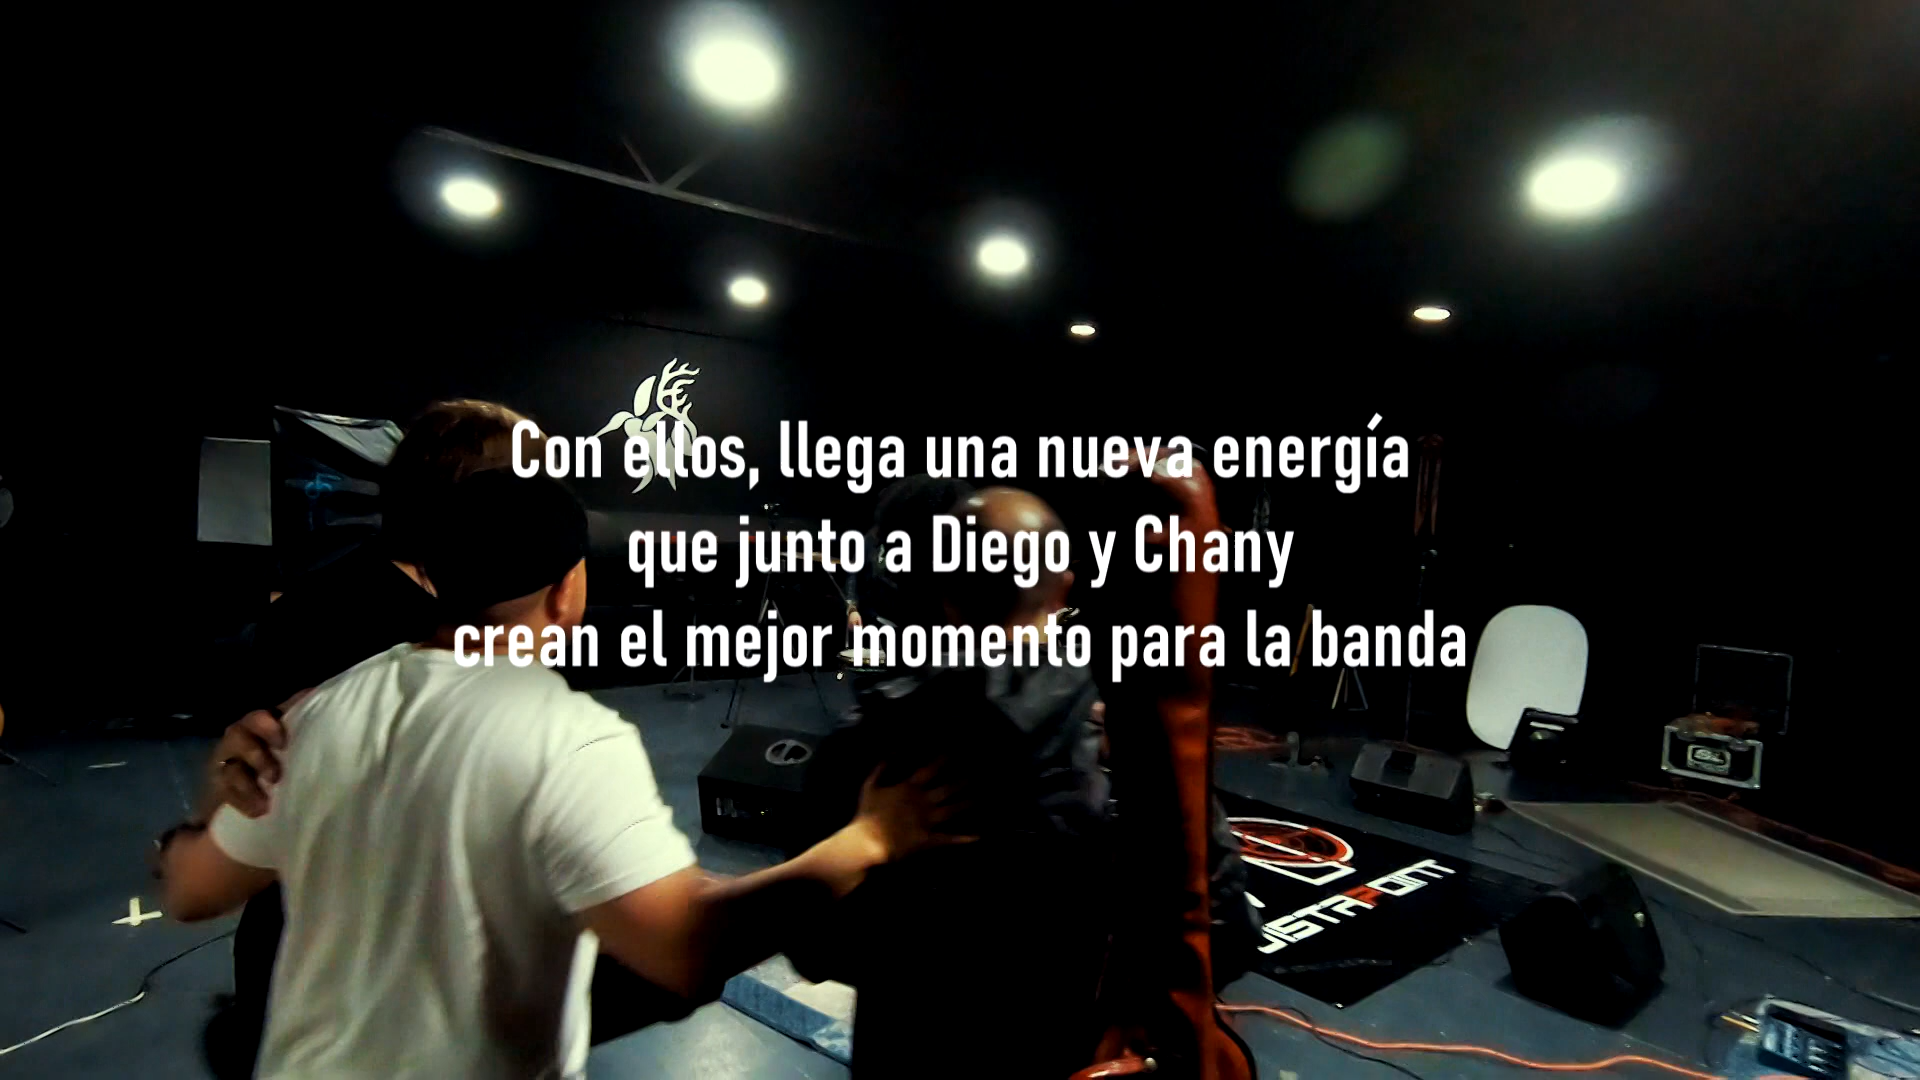 Con ellos, llega una nueva energía
que junto a Diego y Chany
crean el mejor momento para la banda